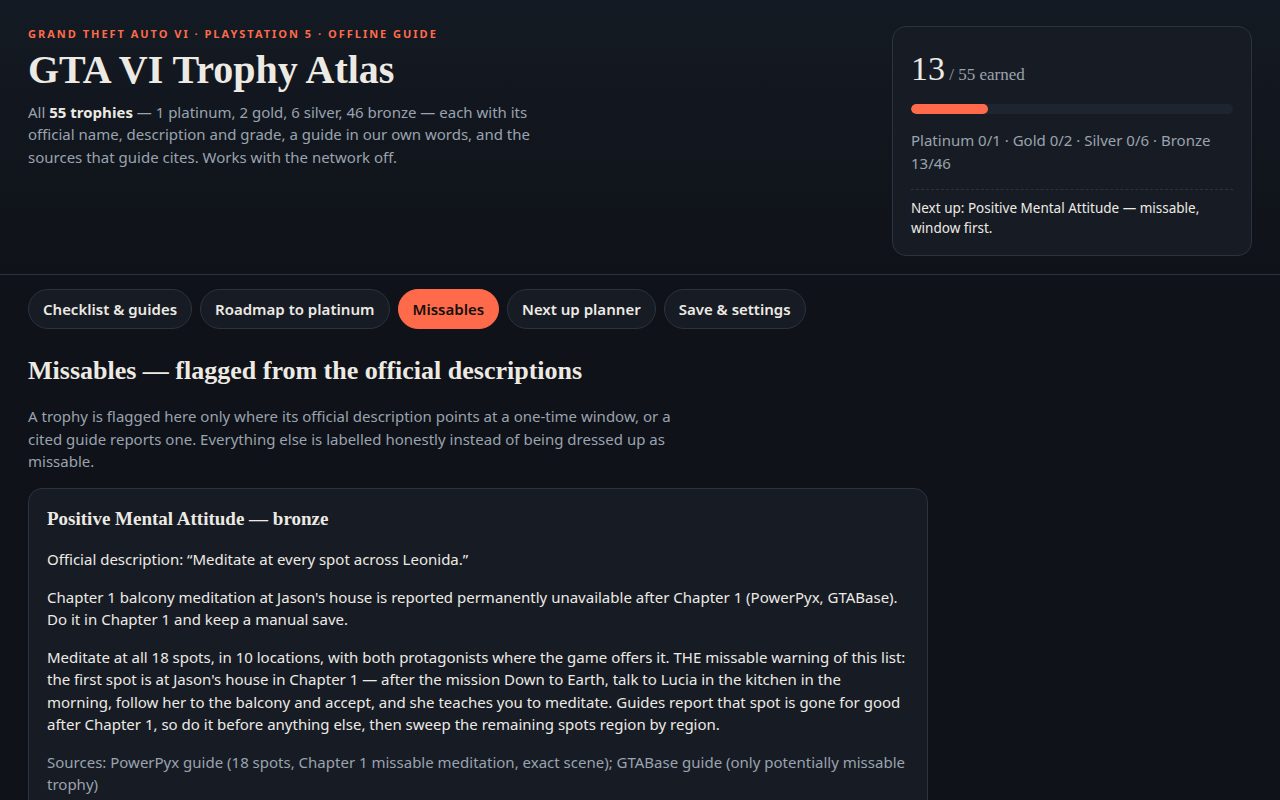 GRAND THEFT AUTO VI · PLAYSTATION 5 · OFFLINE GUIDE
GTA VI Trophy Atlas
All 55 trophies — 1 platinum, 2 gold, 6 silver, 46 bronze — each with its
official name, description and grade, a guide in our own words, and the
sources that guide cites. Works with the network off.
13 / 55 earned
Platinum 0/1 · Gold 0/2 · Silver 0/6 · Bronze
13/46
Next up: Positive Mental Attitude — missable,
window first.
Checklist & guides
Roadmap to platinum
Missables
Next up planner
Save & settings
Missables — flagged from the official descriptions
A trophy is flagged here only where its official description points at a one-time window, or a
cited guide reports one. Everything else is labelled honestly instead of being dressed up as
missable.
Positive Mental Attitude — bronze
Official description: “Meditate at every spot across Leonida.”
Chapter 1 balcony meditation at Jason's house is reported permanently unavailable after Chapter 1 (PowerPyx, GTABase).
Do it in Chapter 1 and keep a manual save.
Meditate at all 18 spots, in 10 locations, with both protagonists where the game offers it. THE missable warning of this list:
the first spot is at Jason's house in Chapter 1 — after the mission Down to Earth, talk to Lucia in the kitchen in the
morning, follow her to the balcony and accept, and she teaches you to meditate. Guides report that spot is gone for good
after Chapter 1, so do it before anything else, then sweep the remaining spots region by region.
Sources: PowerPyx guide (18 spots, Chapter 1 missable meditation, exact scene); GTABase guide (only potentially missable
trophy)